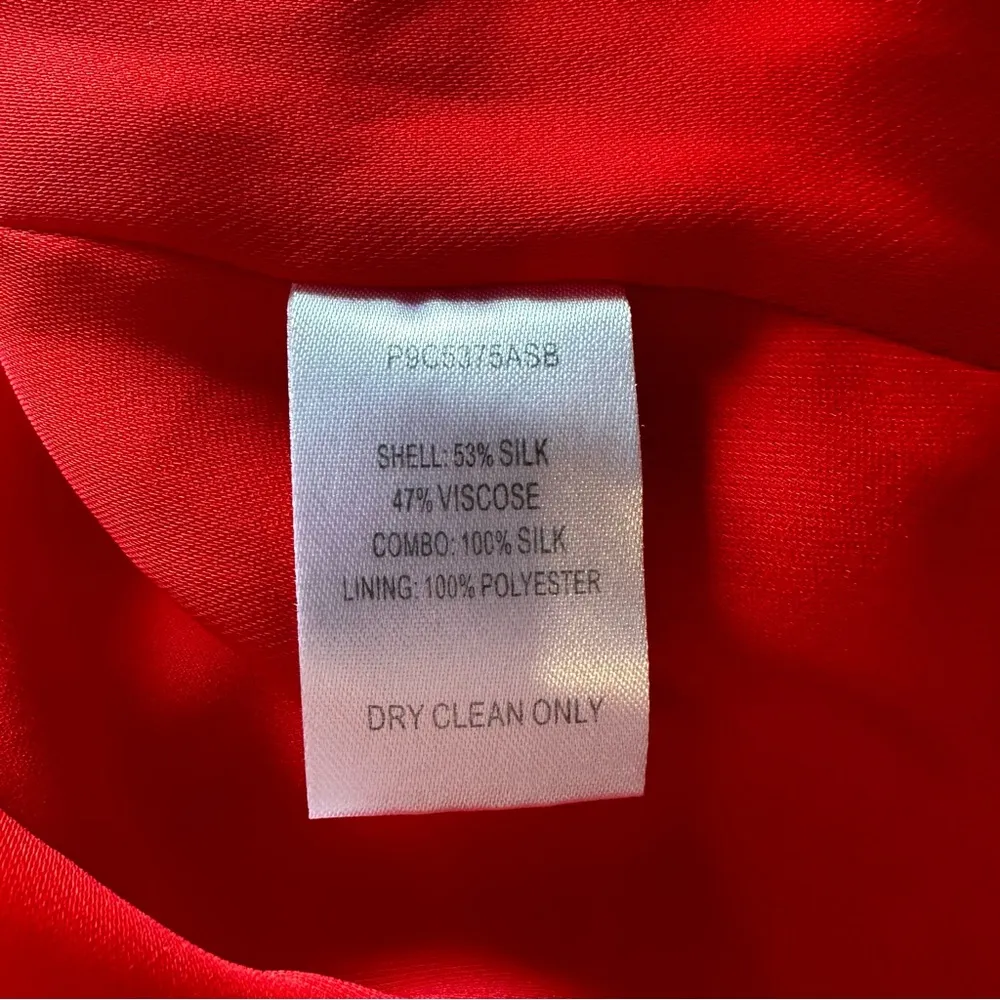 P9C5375ASB
SHELL: 53% SILK
47% VISCOSE
COMBO: 100% SILK
LINING: 100% POLYESTER
DRY CLEAN ONLY